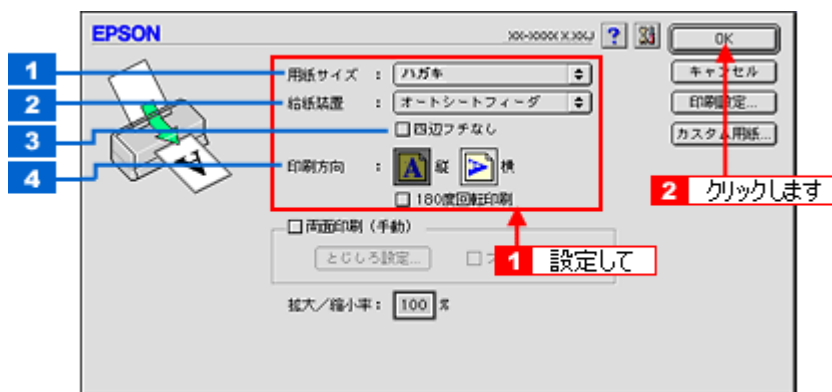 EPSON
XX-XXXX X.XXJ ?
OK
1 用紙サイズ : ハガキ
キャンセル
2 給紙装置 : オートシートフィーダ
印刷設定...
3 四辺フチなし
カスタム用紙...
4 印刷方向 : A 縦 A 横
180度回転印刷
2 クリックします
両面印刷（手動）
とじしろ設定...
1 設定して
拡大／縮小率： 100 %
A